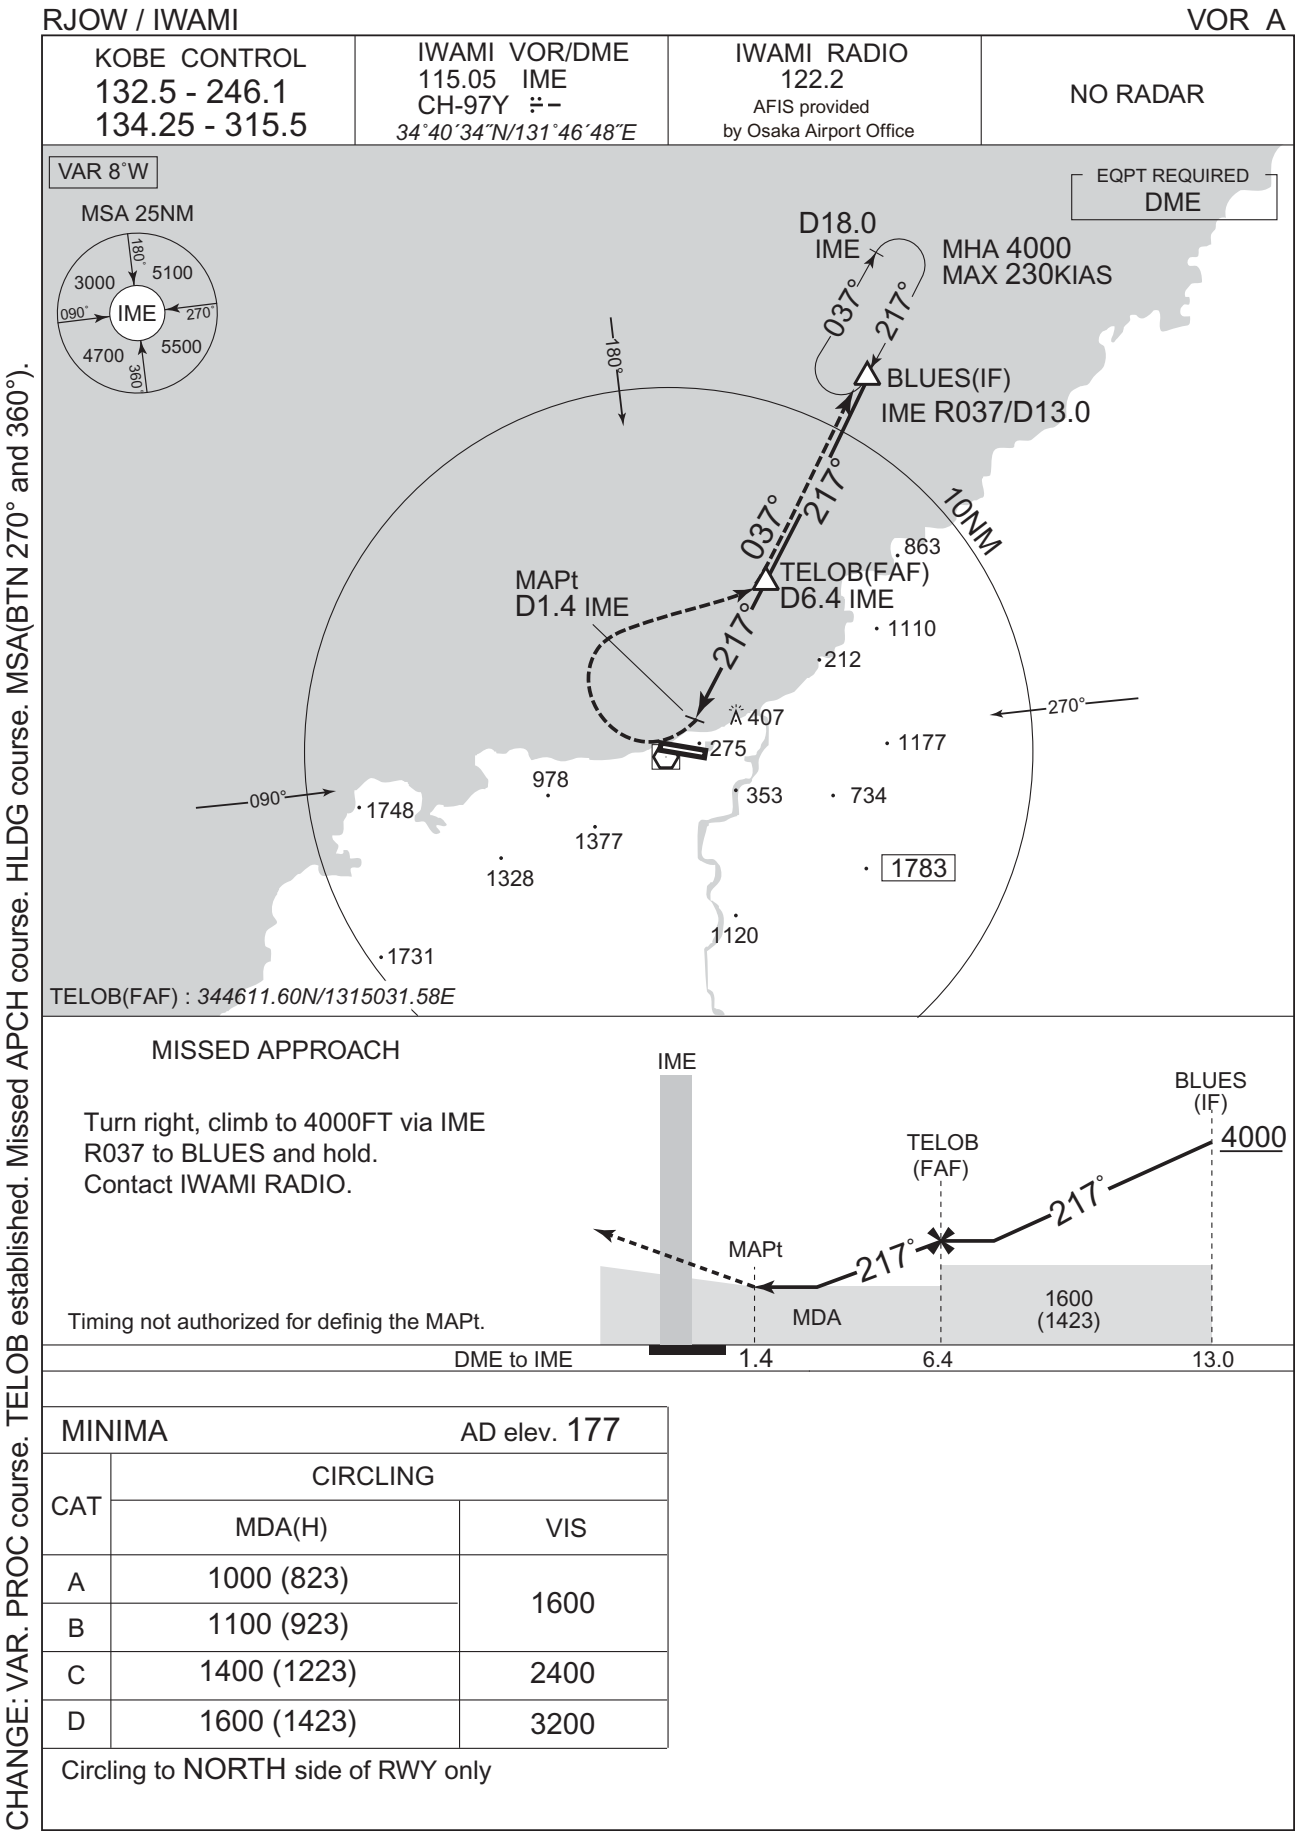 RJOW / IWAMI
VOR A
KOBE CONTROL
132.5 - 246.1
134.25 - 315.5
IWAMI VOR/DME
115.05 IME
CH-97Y
34°40´34˝N/131°46´48˝E
IWAMI RADIO
122.2
AFIS provided
by Osaka Airport Office
NO RADAR
VAR 8°W
EQPT REQUIRED
DME
MSA 25NM
180°
3000
5100
090°
IME
270°
4700
5500
360°
D18.0
IME
MHA 4000
MAX 230KIAS
037°
217°
180°
BLUES(IF)
IME R037/D13.0
217°
037°
10NM
863
TELOB(FAF)
D6.4 IME
MAPt
D1.4 IME
217°
1110
212
270°
407
275
1177
978
090°
1748
353
734
1377
1328
1783
1120
1731
TELOB(FAF) : 344611.60N/1315031.58E
MISSED APPROACH
Turn right, climb to 4000FT via IME
R037 to BLUES and hold.
Contact IWAMI RADIO.
Timing not authorized for definig the MAPt.
IME
BLUES
(IF)
4000
TELOB
(FAF)
217°
MAPt
217°
MDA
1600
(1423)
DME to IME
1.4
6.4
13.0
MINIMA
AD elev. 177
CAT
CIRCLING
MDA(H)
VIS
A
1000 (823)
1600
B
1100 (923)
C
1400 (1223)
2400
D
1600 (1423)
3200
Circling to NORTH side of RWY only
CHANGE: VAR. PROC course. TELOB established. Missed APCH course. HLDG course. MSA(BTN 270° and 360°).